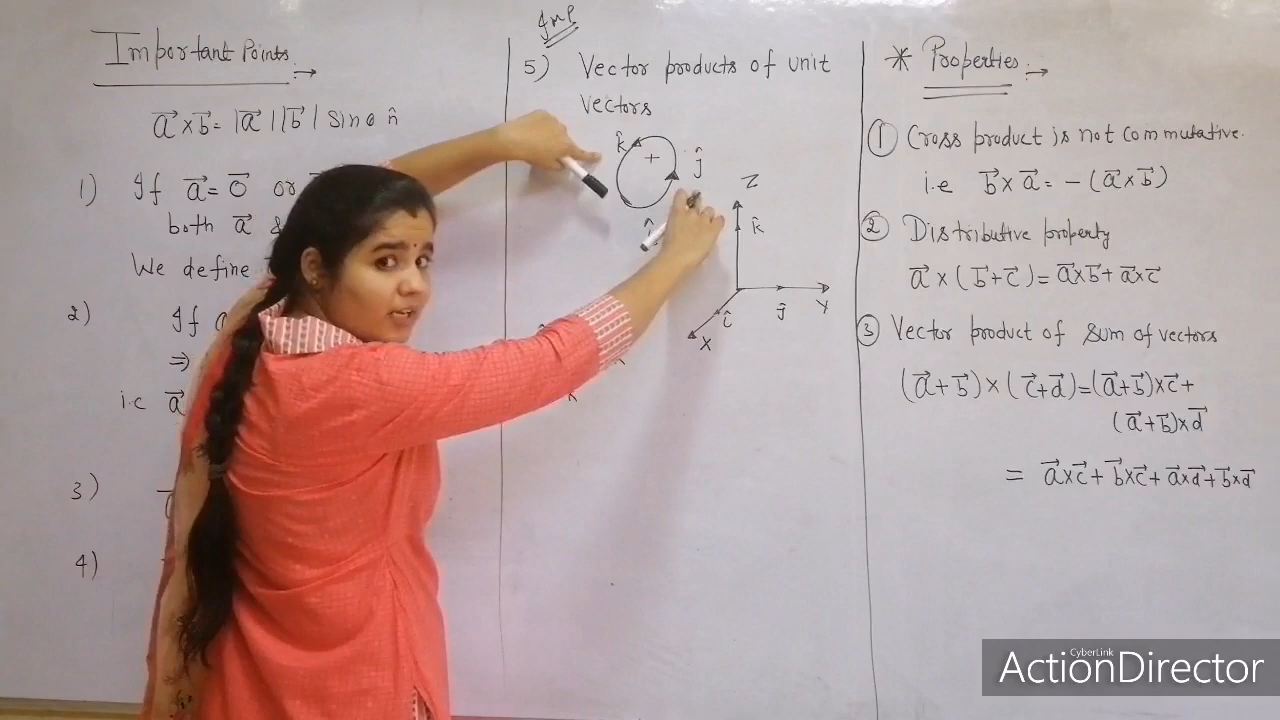 Important Points →
a⃗ × b⃗ = |a⃗ | |b⃗ | Sin θ n̂
1) If a⃗ = 0⃗ or
both a⃗ &
We define
2) If a
⇒
i.e a⃗
3)
4)
Imp
5) Vector products of unit
Vectors
k̂ + ĵ
Z
k̂
î ĵ Y
X
* Properties →
① Cross product is not commutative.
i.e b⃗ × a⃗ = - (a⃗ × b⃗)
② Distributive property
a⃗ × (b⃗ + c⃗) = a⃗ × b⃗ + a⃗ × c⃗
③ Vector product of Sum of vectors
(a⃗ + b⃗) × (c⃗ + d⃗) = (a⃗ + b⃗) × c⃗ +
(a⃗ + b⃗) × d⃗
= a⃗ × c⃗ + b⃗ × c⃗ + a⃗ × d⃗ + b⃗ × d⃗
CyberLink
ActionDirector